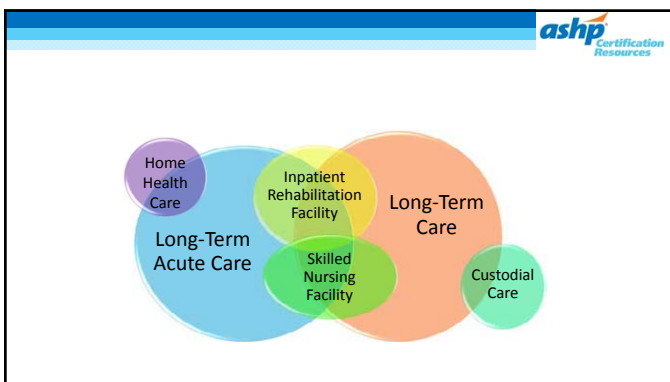 ashp
Certification
Resources
Home
Health
Care
Inpatient
Rehabilitation
Facility
Long-Term
Care
Long-Term
Acute Care
Skilled
Nursing
Facility
Custodial
Care